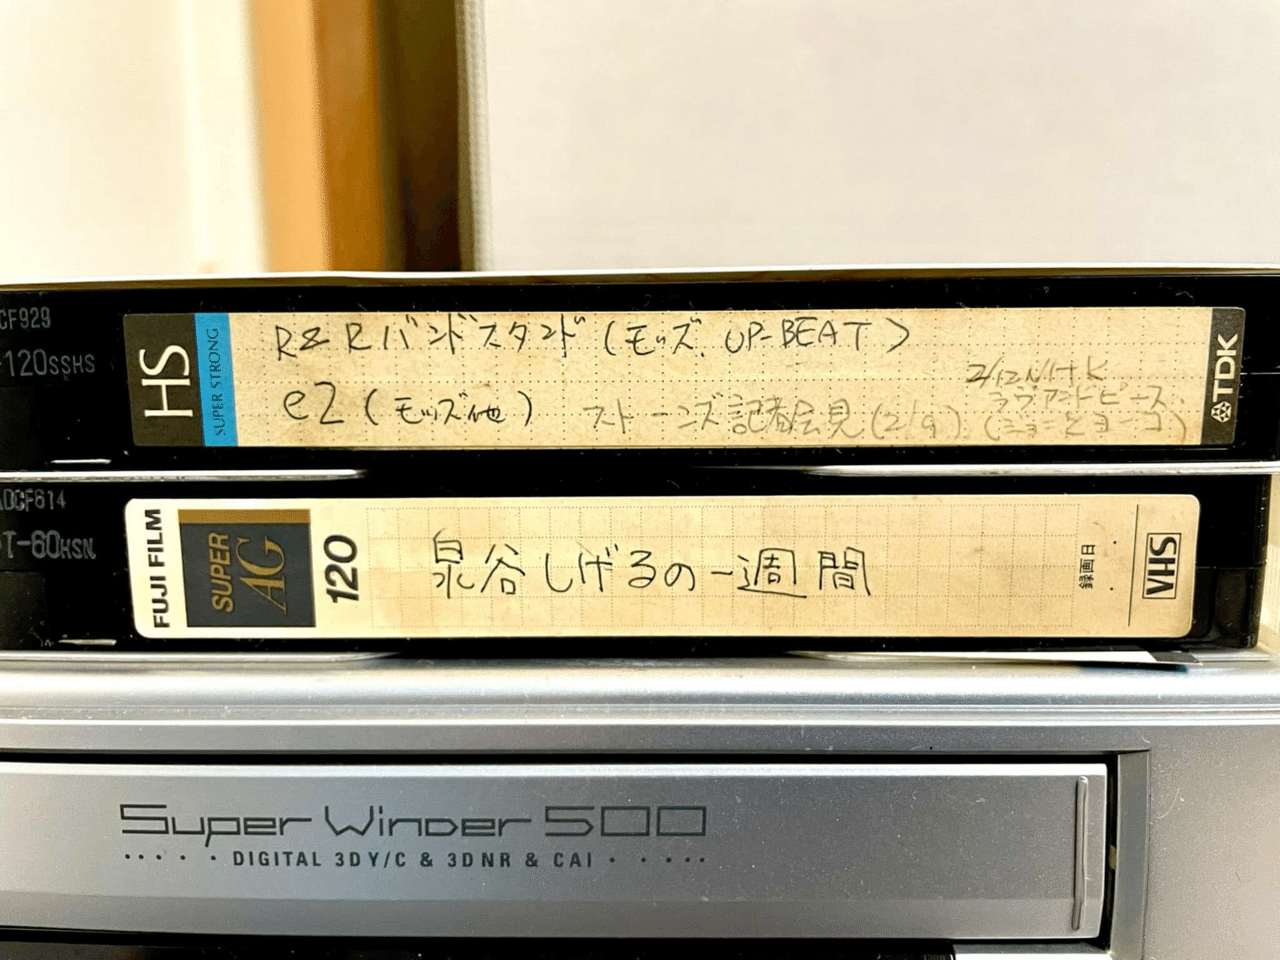 CF929
-120SSHS
HS
SUPER STRONG
R&Rバンドスタンド(モッズ、UP-BEAT)
e2(モッズ他)
ストーンズ記者会見(2.9)
2/12 NHK
ラヴアンドピース
(ジョンとヨーコ)
TDK
ADCF614
PT-60HSN
FUJI FILM
SUPER
AG
120
泉谷しげるの一週間
録画日
VHS
Super Winder 500
DIGITAL 3DY/C & 3DNR & CAI